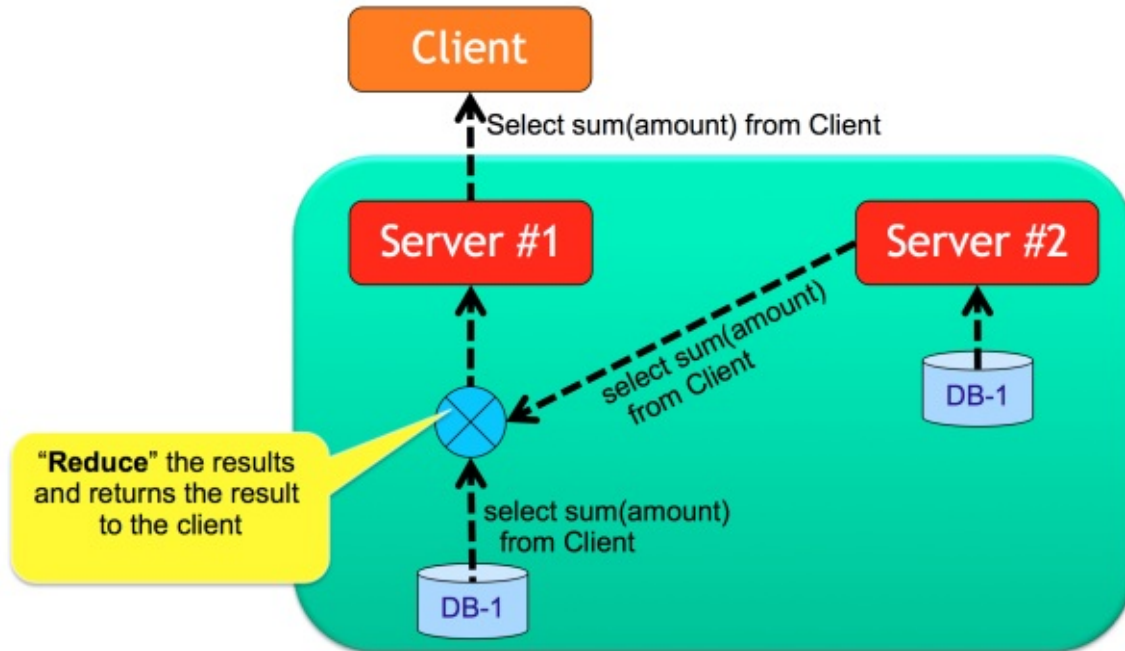 Client
Select sum(amount) from Client
Server #1
Server #2
select sum(amount)
from Client
DB-1
“Reduce” the results
and returns the result
to the client
select sum(amount)
from Client
DB-1